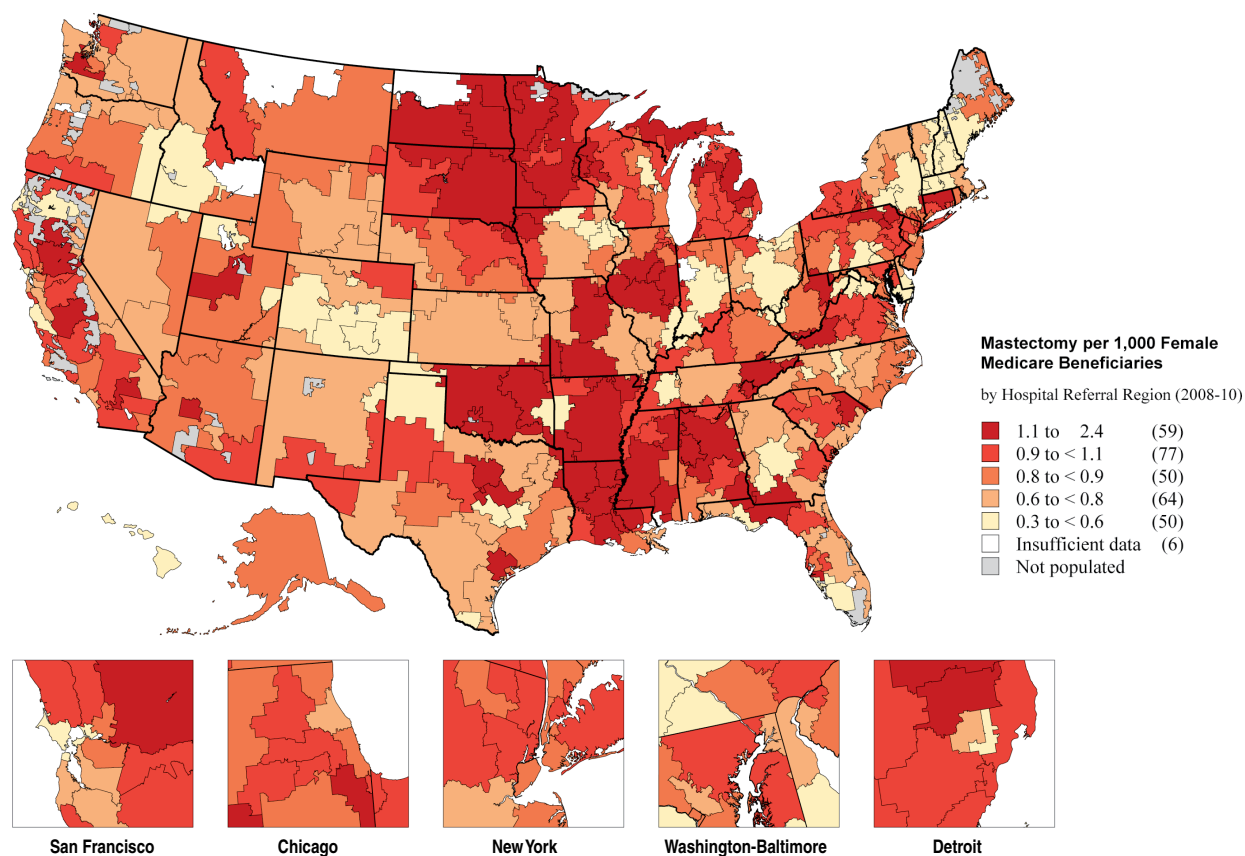 Mastectomy per 1,000 Female
Medicare Beneficiaries
by Hospital Referral Region (2008-10)
1.1 to 2.4 (59)
0.9 to < 1.1 (77)
0.8 to < 0.9 (50)
0.6 to < 0.8 (64)
0.3 to < 0.6 (50)
Insufficient data (6)
Not populated
San Francisco
Chicago
New York
Washington-Baltimore
Detroit